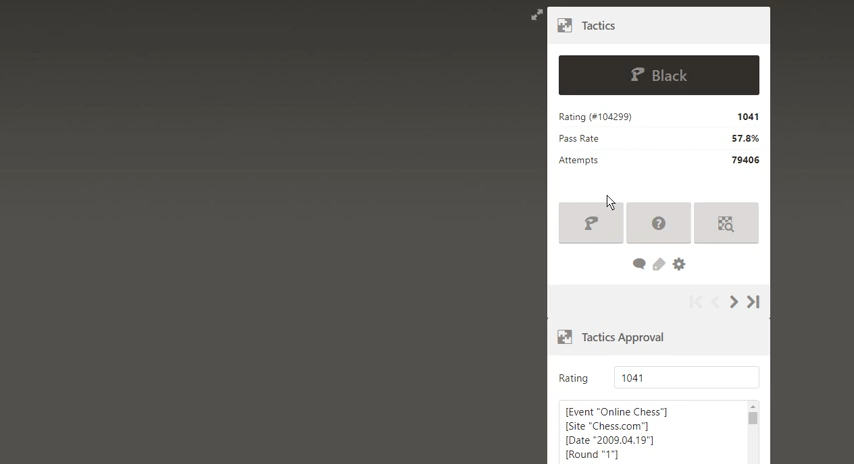 Tactics
Black
Rating (#104299) 1041
Pass Rate 57.8%
Attempts 79406
Tactics Approval
Rating 1041
[Event "Online Chess"]
[Site "Chess.com"]
[Date "2009.04.19"]
[Round "1"]